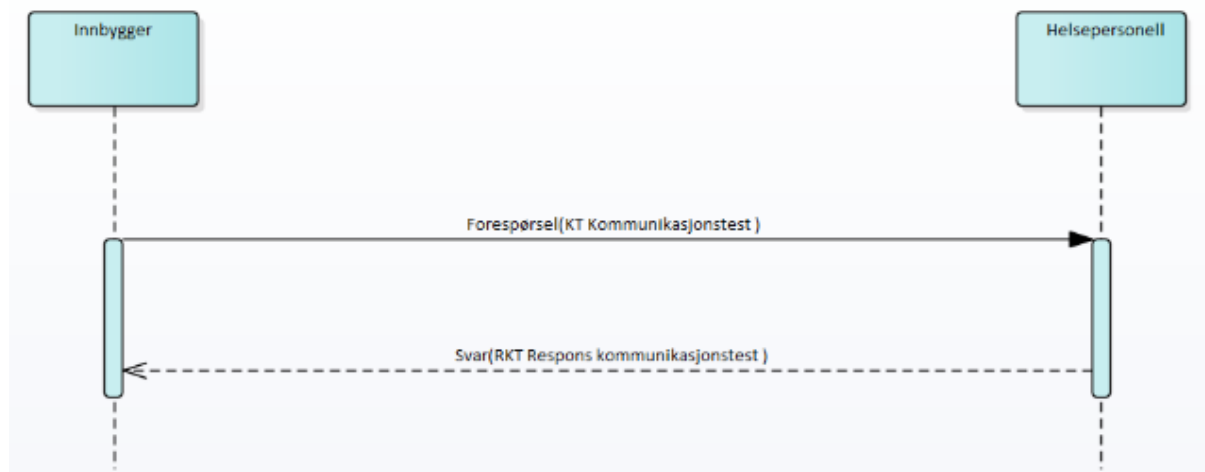 Innbygger
Helsepersonell
Forespørsel(KT Kommunikasjonstest )
Svar(RKT Respons kommunikasjonstest )